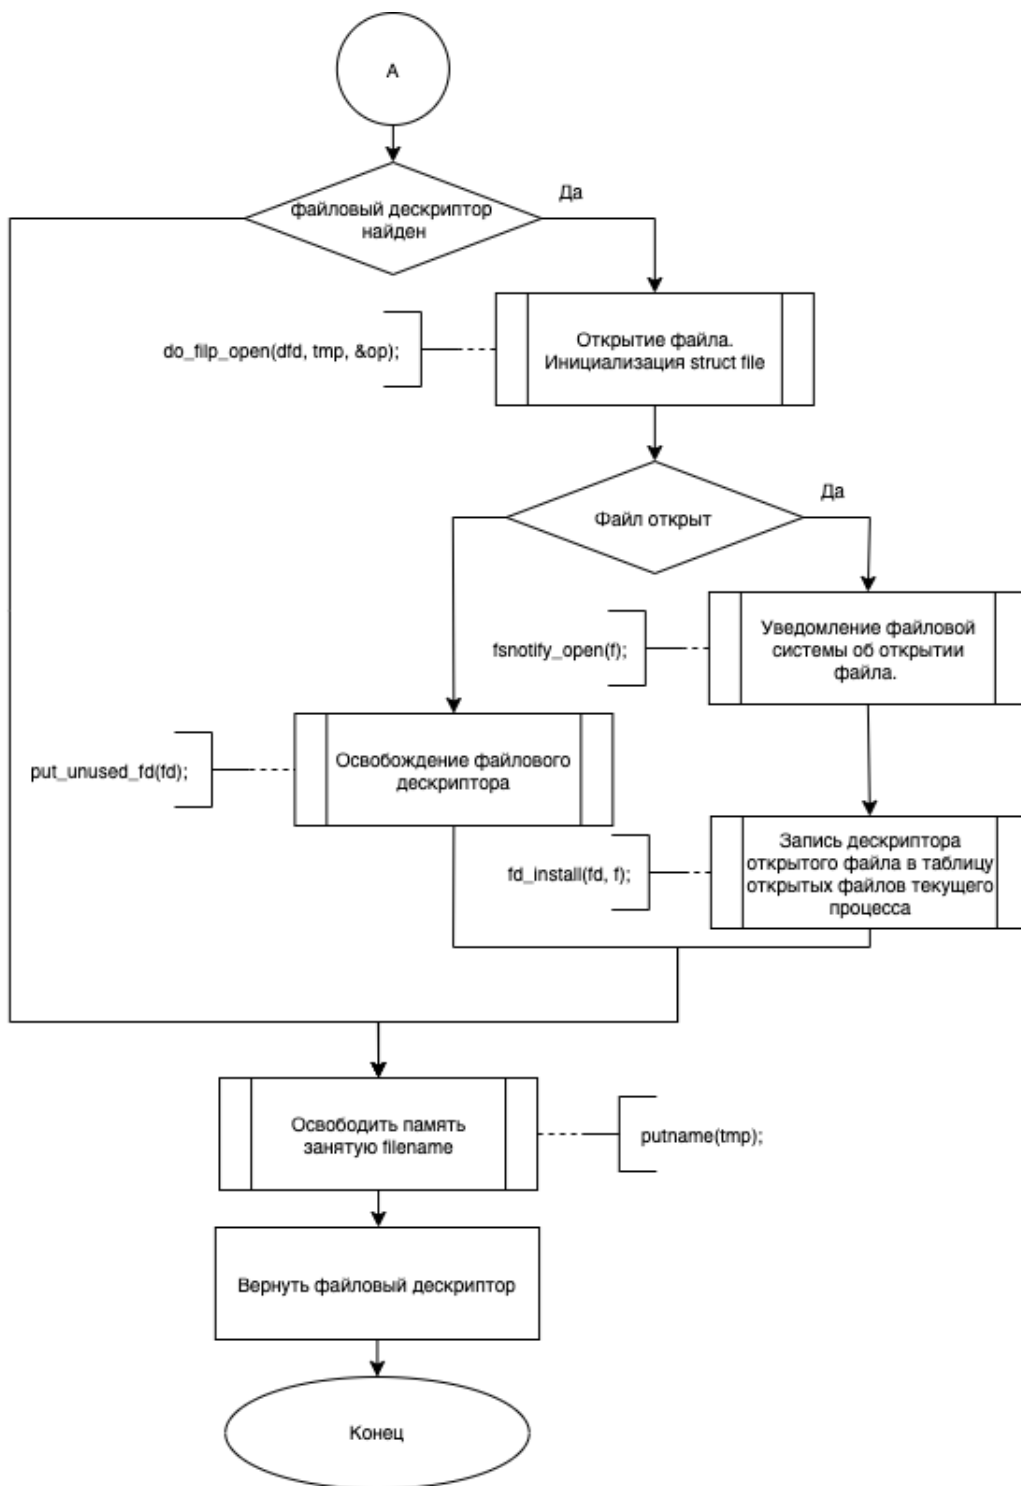 А
файловый дескриптор
найден
Да
Открытие файла.
Инициализация struct file
do_filp_open(dfd, tmp, &op);
Файл открыт
Да
Уведомление файловой
системы об открытии
файла.
fsnotify_open(f);
Освобождение файлового
дескриптора
put_unused_fd(fd);
Запись дескриптора
открытого файла в таблицу
открытых файлов текущего
процесса
fd_install(fd, f);
Освободить память
занятую filename
putname(tmp);
Вернуть файловый дескриптор
Конец